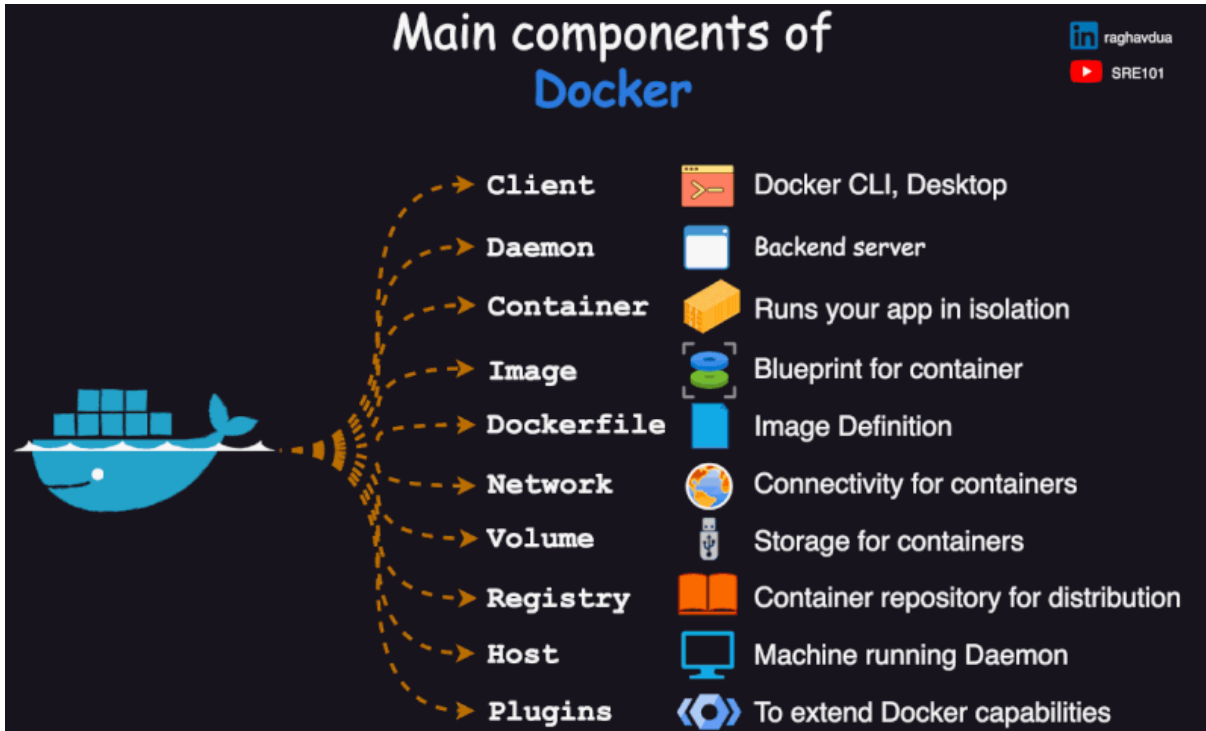 Main components of
Docker
in raghavdua
SRE101
Client Docker CLI, Desktop
Daemon Backend server
Container Runs your app in isolation
Image Blueprint for container
Dockerfile Image Definition
Network Connectivity for containers
Volume Storage for containers
Registry Container repository for distribution
Host Machine running Daemon
Plugins To extend Docker capabilities